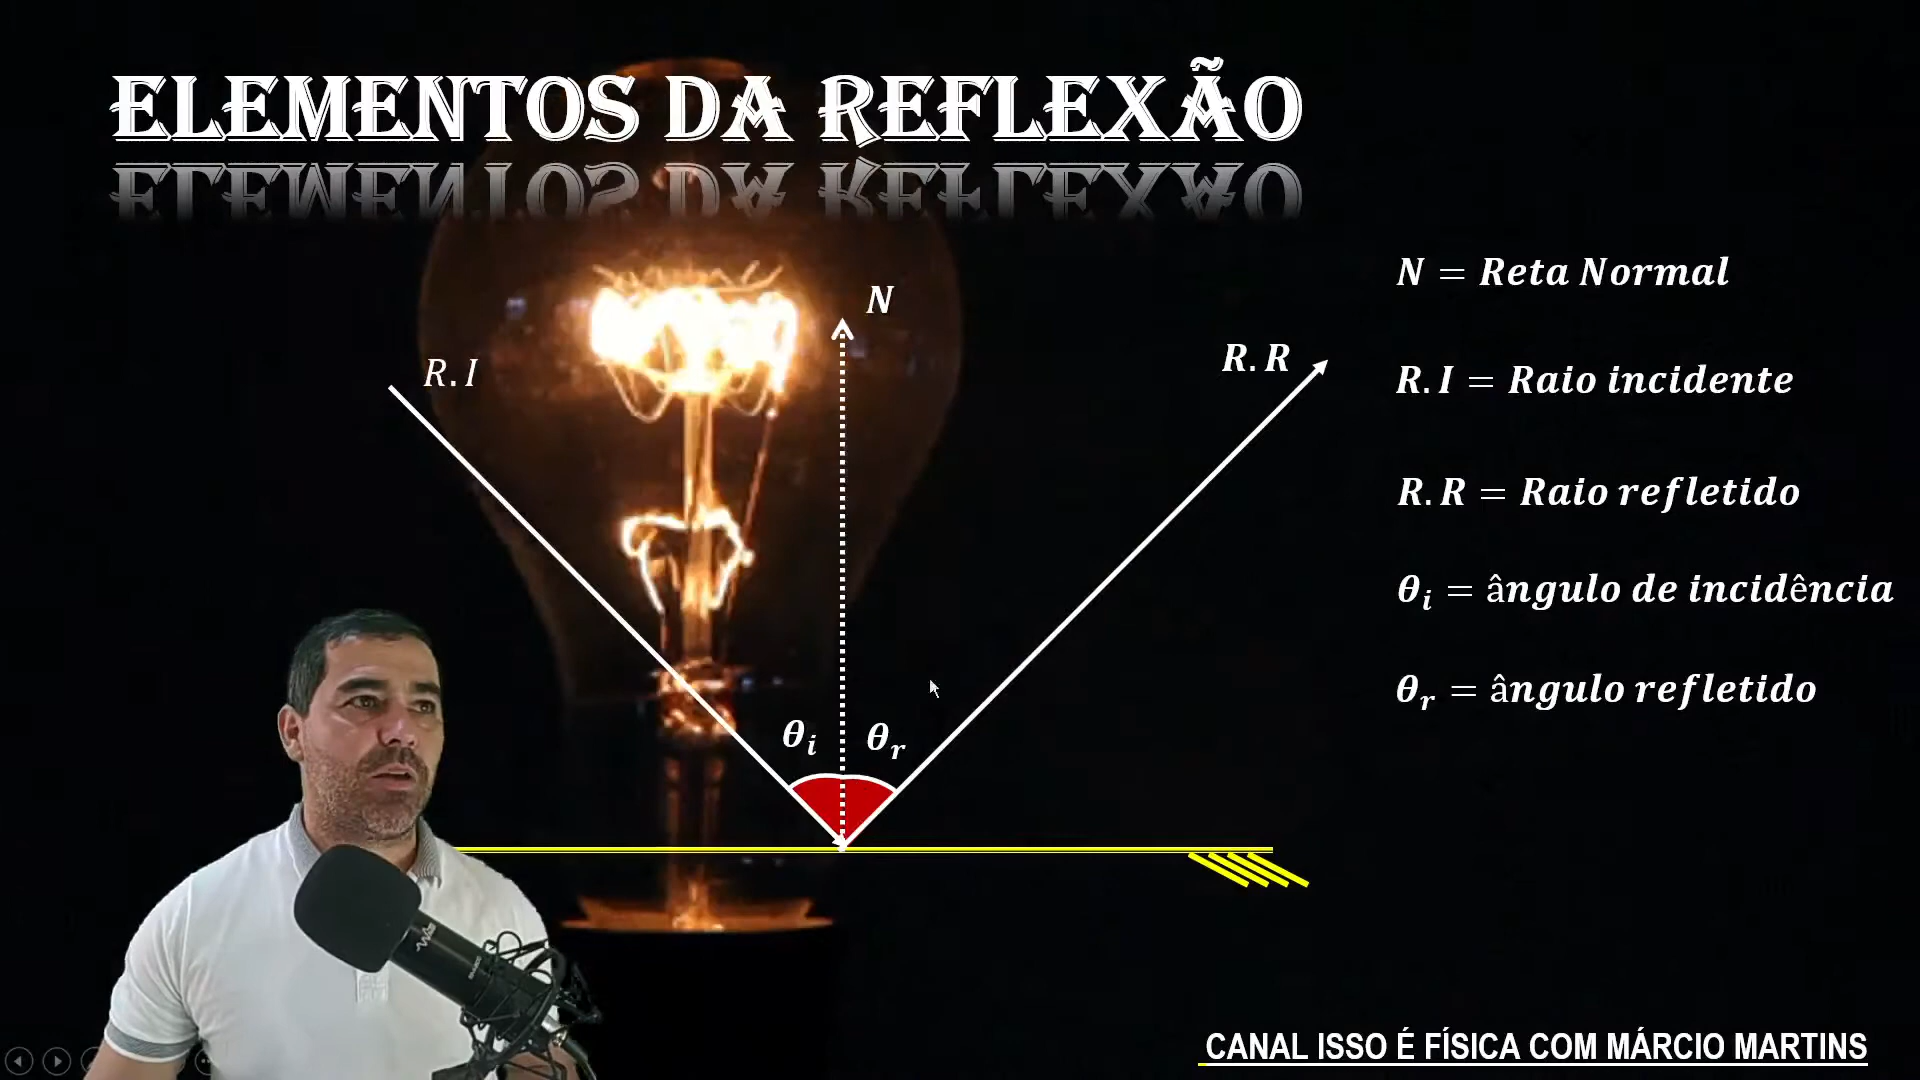 ELEMENTOS DA REFLEXÃO
N
R.I
R.R
θi
θr
N = Reta Normal
R.I = Raio incidente
R.R = Raio refletido
θi = ângulo de incidência
θr = ângulo refletido
CANAL ISSO É FÍSICA COM MÁRCIO MARTINS